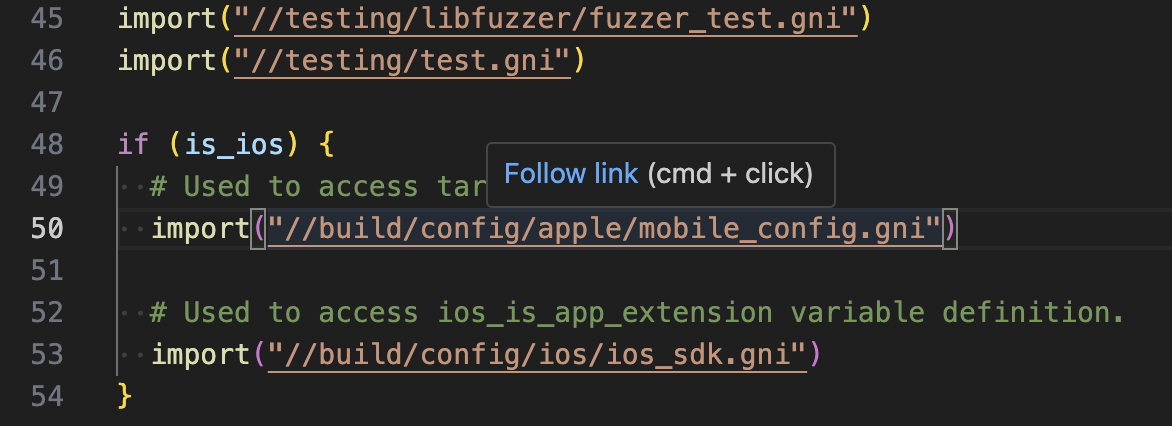 45 import("//testing/libfuzzer/fuzzer_test.gni")
46 import("//testing/test.gni")
47
48 if (is_ios) {
Follow link (cmd + click)
49 # Used to access tar
50 import("//build/config/apple/mobile_config.gni")
51
52 # Used to access ios_is_app_extension variable definition.
53 import("//build/config/ios/ios_sdk.gni")
54 }